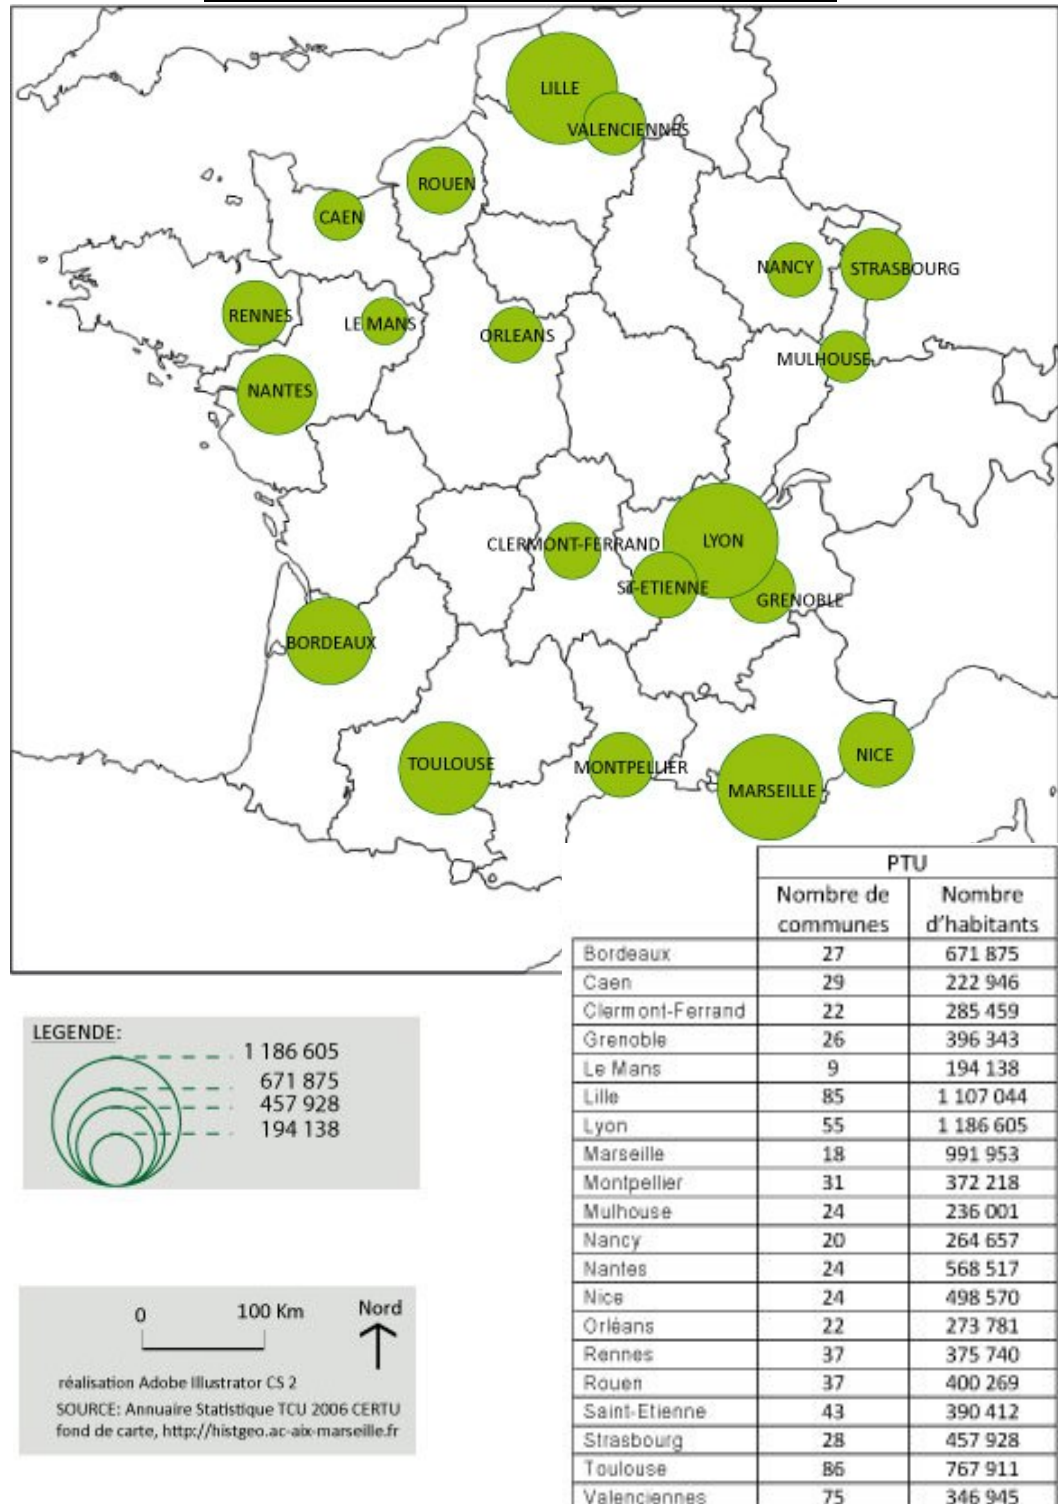 LILLE
VALENCIENNES
ROUEN
CAEN
NANCY
STRASBOURG
RENNES
LE MANS
ORLEANS
MULHOUSE
NANTES
CLERMONT-FERRAND
LYON
ST-ETIENNE
GRENOBLE
BORDEAUX
TOULOUSE
MONTPELLIER
NICE
MARSEILLE
PTU
Nombre de communes
Nombre d'habitants
Bordeaux 27 671 875
Caen 29 222 946
Clermont-Ferrand 22 285 459
Grenoble 26 396 343
Le Mans 9 194 138
Lille 85 1 107 044
Lyon 55 1 186 605
Marseille 18 991 953
Montpellier 31 372 218
Mulhouse 24 236 001
Nancy 20 264 657
Nantes 24 568 517
Nice 24 498 570
Orléans 22 273 781
Rennes 37 375 740
Rouen 37 400 269
Saint-Etienne 43 390 412
Strasbourg 28 457 928
Toulouse 86 767 911
Valenciennes 75 346 945
LEGENDE:
1 186 605
671 875
457 928
194 138
0 100 Km Nord
réalisation Adobe Illustrator CS 2
SOURCE: Annuaire Statistique TCU 2006 CERTU
fond de carte, http://histgeo.ac-aix-marseille.fr